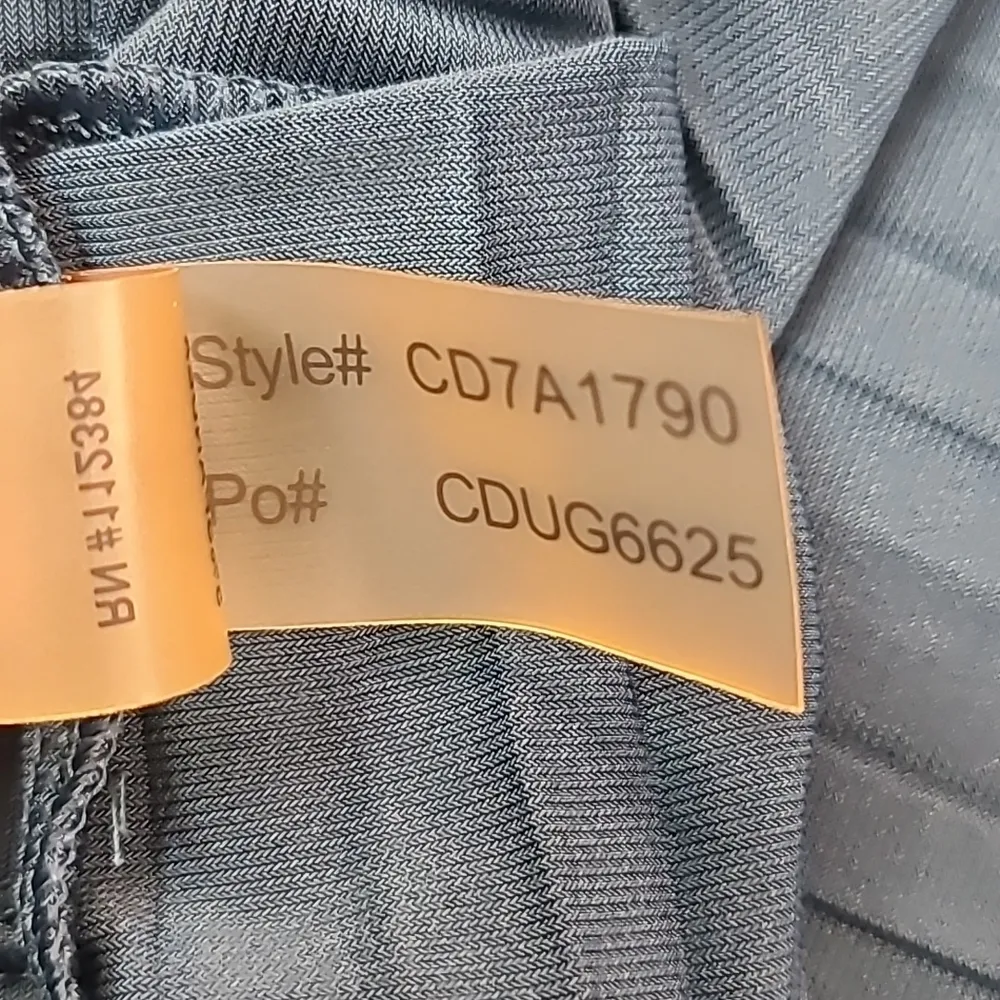 Style# CD7A1790
Po# CDUG6625
RN #112384